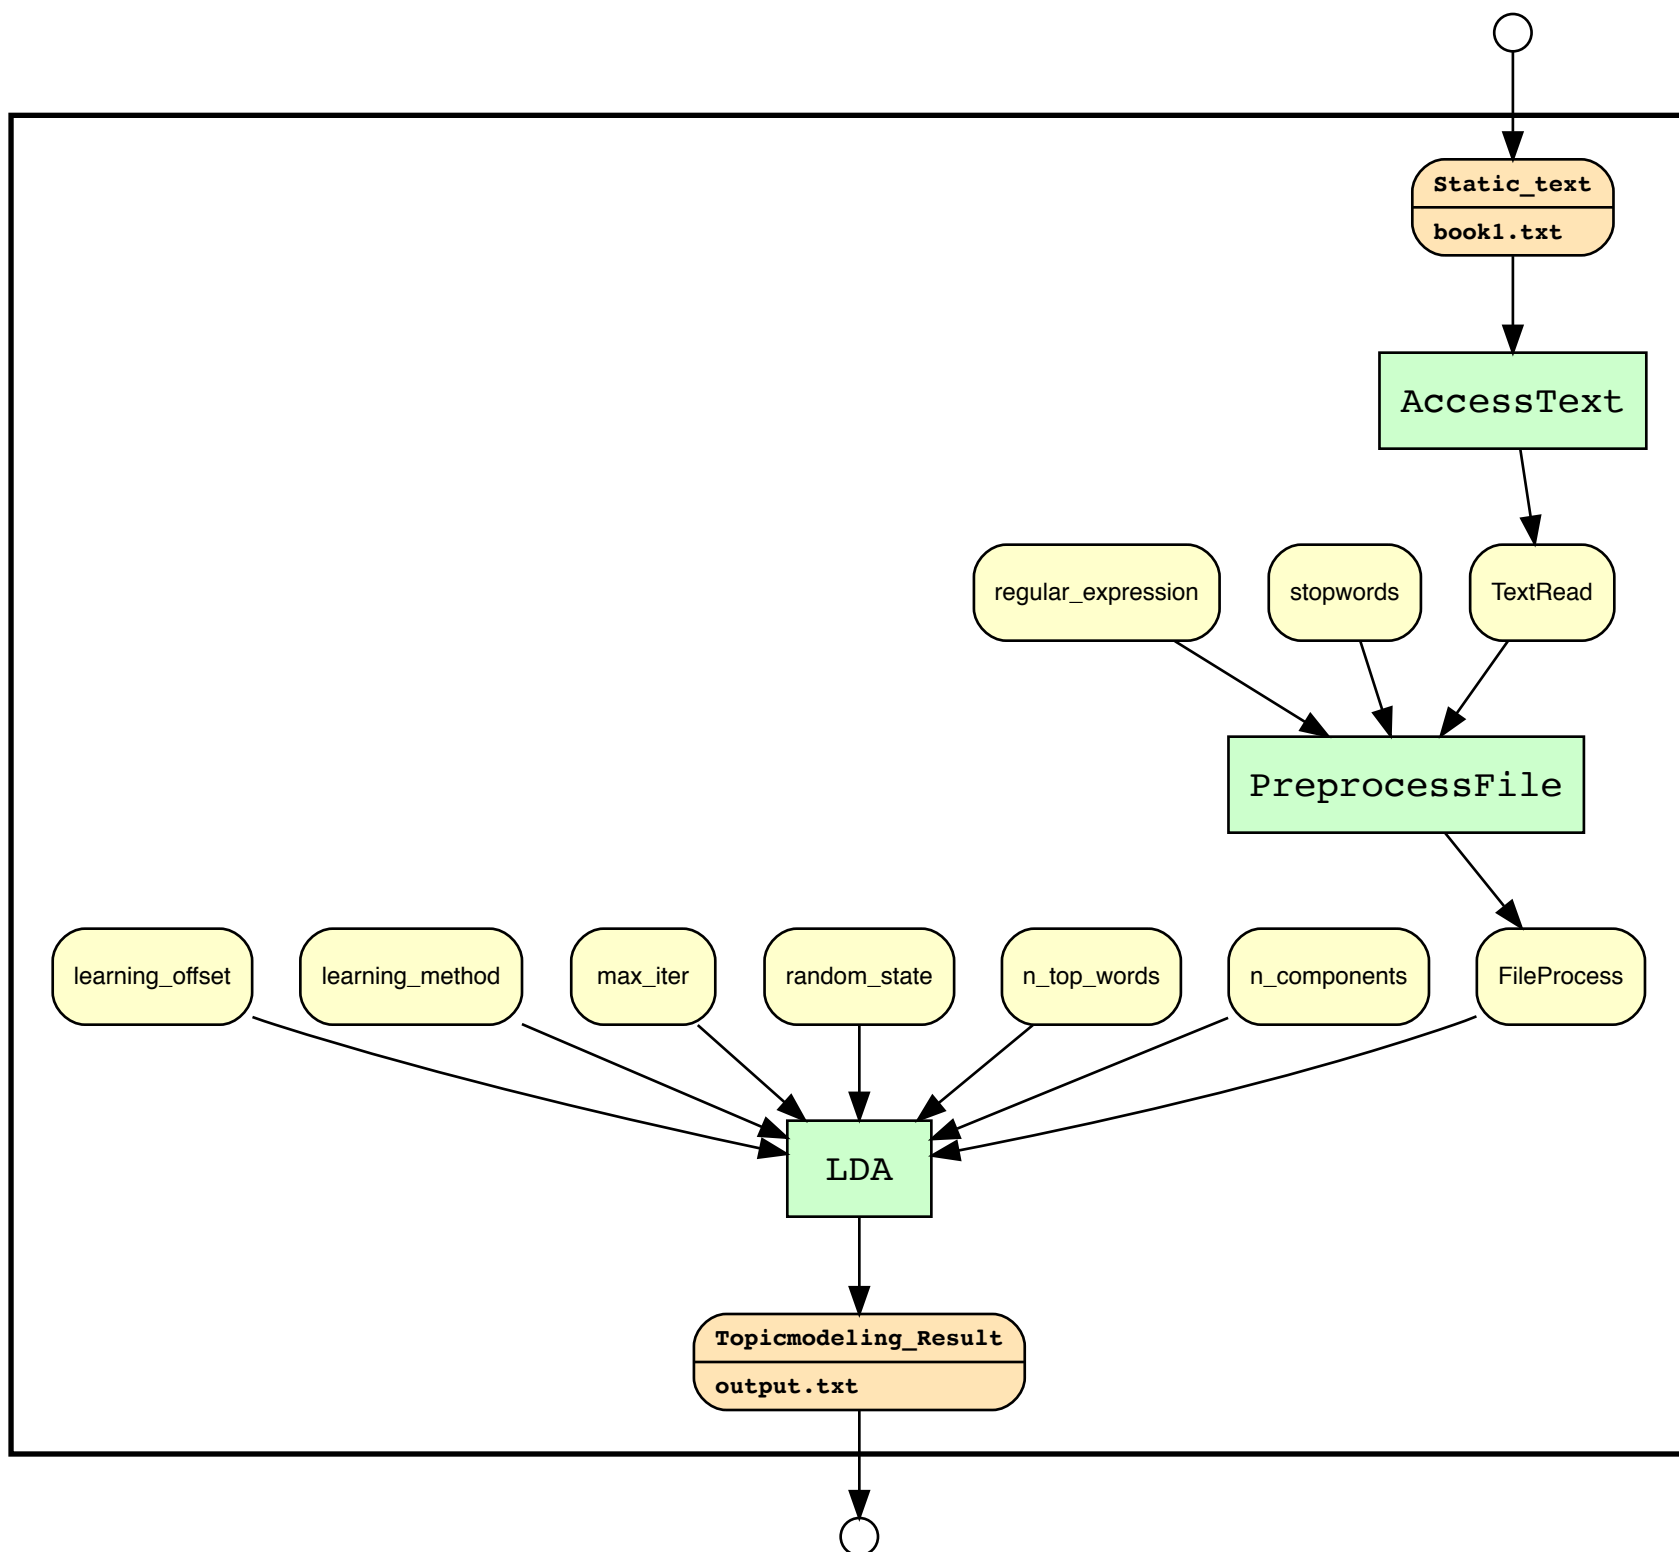 Static_text
book1.txt
AccessText
regular_expression
stopwords
TextRead
PreprocessFile
learning_offset
learning_method
max_iter
random_state
n_top_words
n_components
FileProcess
LDA
Topicmodeling_Result
output.txt